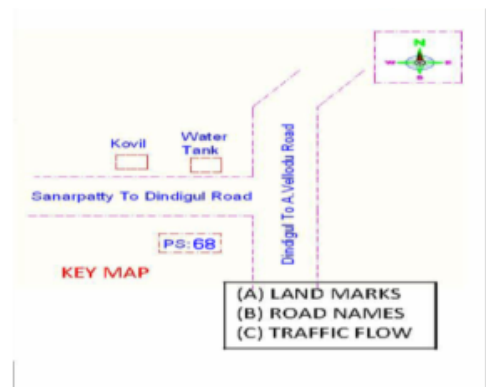 N
W
E
S
Kovil
Water
Tank
Dindigul To A.Vellodu Road
Sanarpatty To Dindigul Road
PS:68
KEY MAP
(A) LAND MARKS
(B) ROAD NAMES
(C) TRAFFIC FLOW